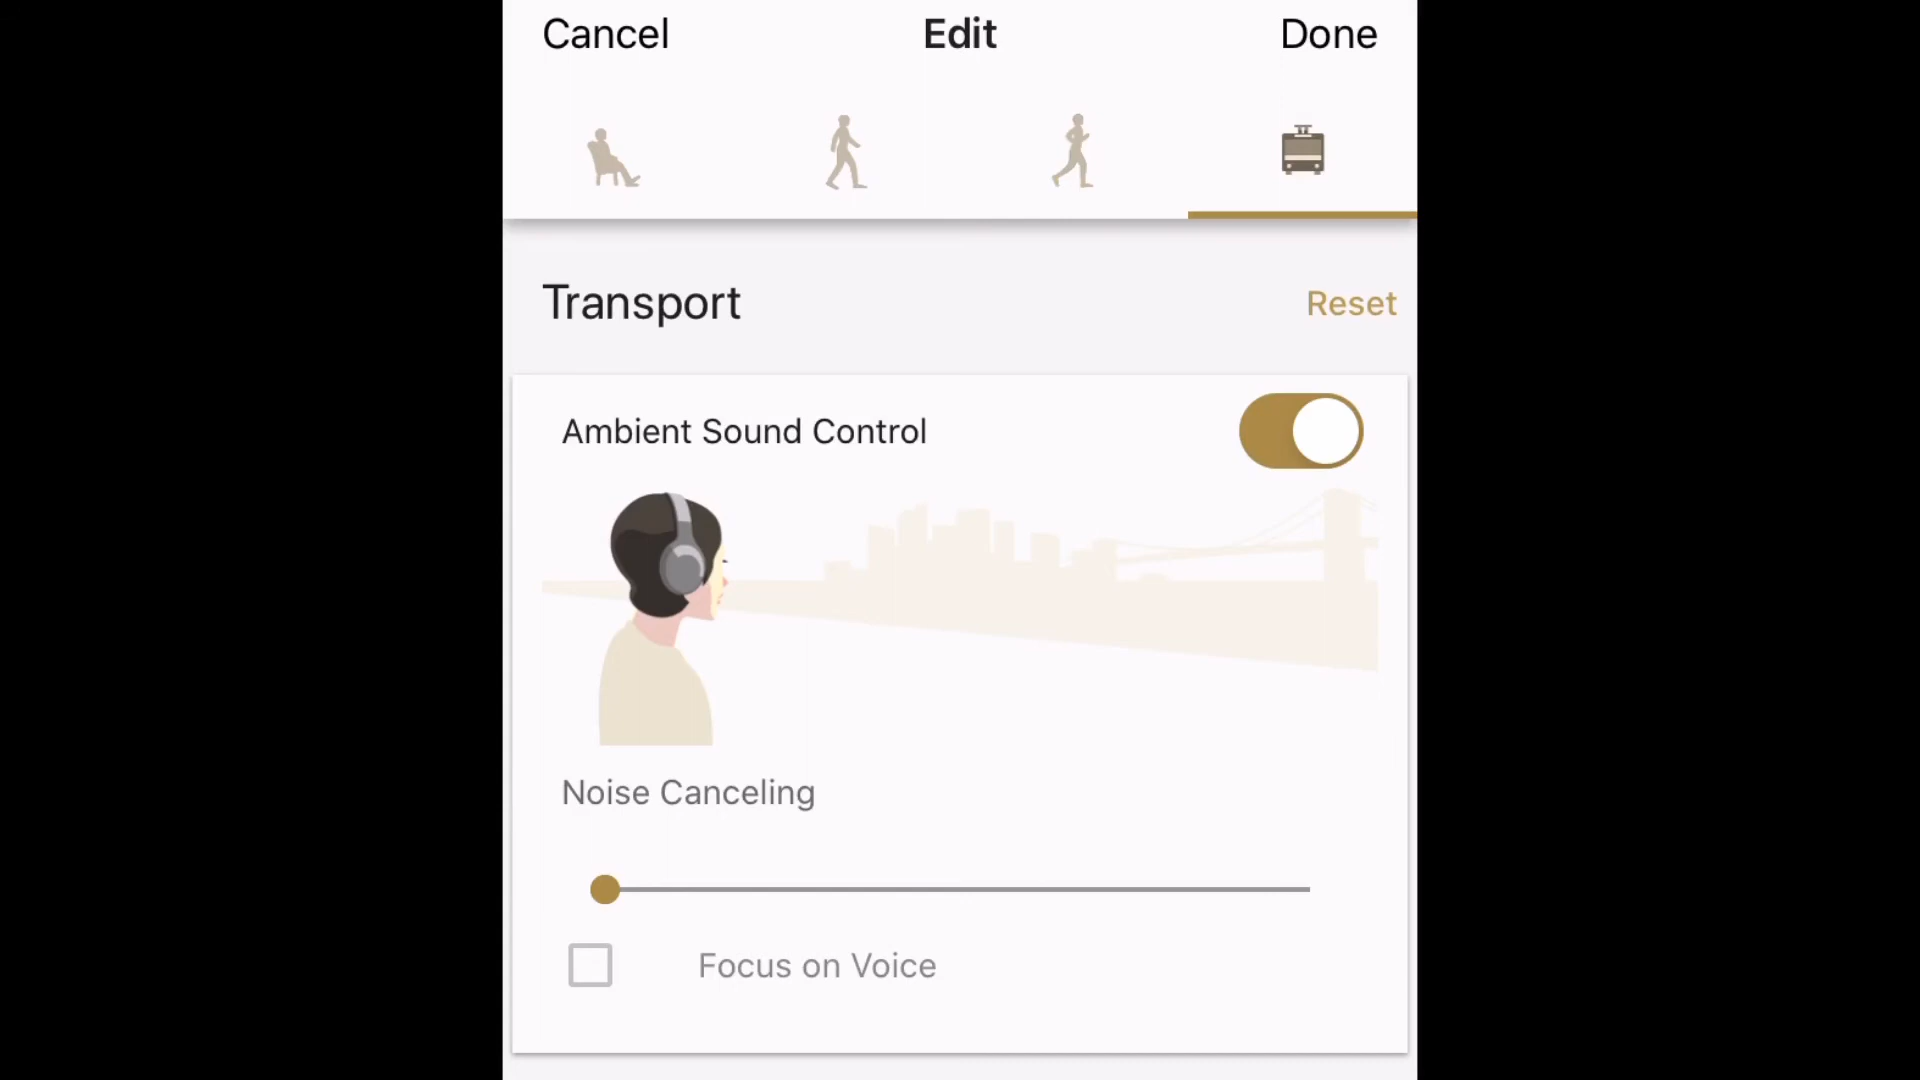 Cancel Edit Done
Transport Reset
Ambient Sound Control
Noise Canceling
Focus on Voice